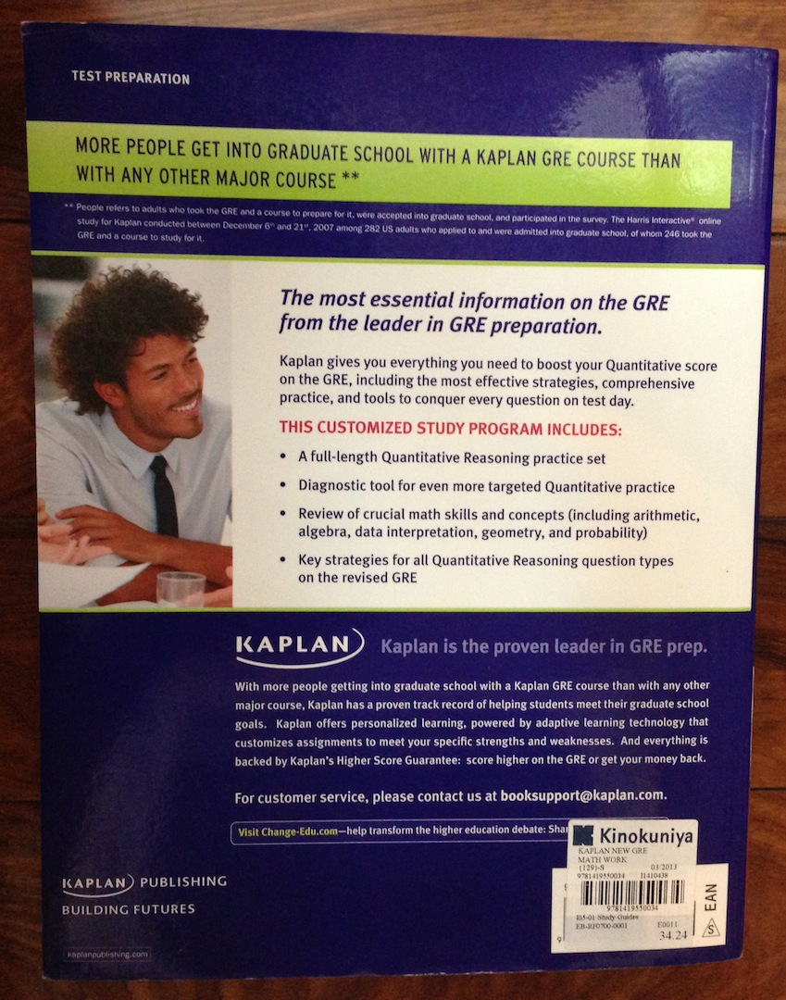 TEST PREPARATION
MORE PEOPLE GET INTO GRADUATE SCHOOL WITH A KAPLAN GRE COURSE THAN
WITH ANY OTHER MAJOR COURSE **
** People refers to adults who took the GRE and a course to prepare for it, were accepted into graduate school, and participated in the survey. The Harris Interactive® online
study for Kaplan conducted between December 6th and 21st, 2007 among 282 US adults who applied to and were admitted into graduate school, of whom 246 took the
GRE and a course to study for it.
The most essential information on the GRE
from the leader in GRE preparation.
Kaplan gives you everything you need to boost your Quantitative score
on the GRE, including the most effective strategies, comprehensive
practice, and tools to conquer every question on test day.
THIS CUSTOMIZED STUDY PROGRAM INCLUDES:
• A full-length Quantitative Reasoning practice set
• Diagnostic tool for even more targeted Quantitative practice
• Review of crucial math skills and concepts (including arithmetic,
algebra, data interpretation, geometry, and probability)
• Key strategies for all Quantitative Reasoning question types
on the revised GRE
KAPLAN Kaplan is the proven leader in GRE prep.
With more people getting into graduate school with a Kaplan GRE course than with any other
major course, Kaplan has a proven track record of helping students meet their graduate school
goals. Kaplan offers personalized learning, powered by adaptive learning technology that
customizes assignments to meet your specific strengths and weaknesses. And everything is
backed by Kaplan's Higher Score Guarantee: score higher on the GRE or get your money back.
For customer service, please contact us at booksupport@kaplan.com.
Visit Change-Edu.com—help transform the higher education debate:
Kinokuniya
KAPLAN NEW GRE
MATH WORK
(129)-S 03/2013
9781419550034 I1410438
9781419550034
I05-01 Study Guides
EB-RF0700-0001 E0011
34.24
EAN
S
9
KAPLAN PUBLISHING
BUILDING FUTURES
kaplanpublishing.com